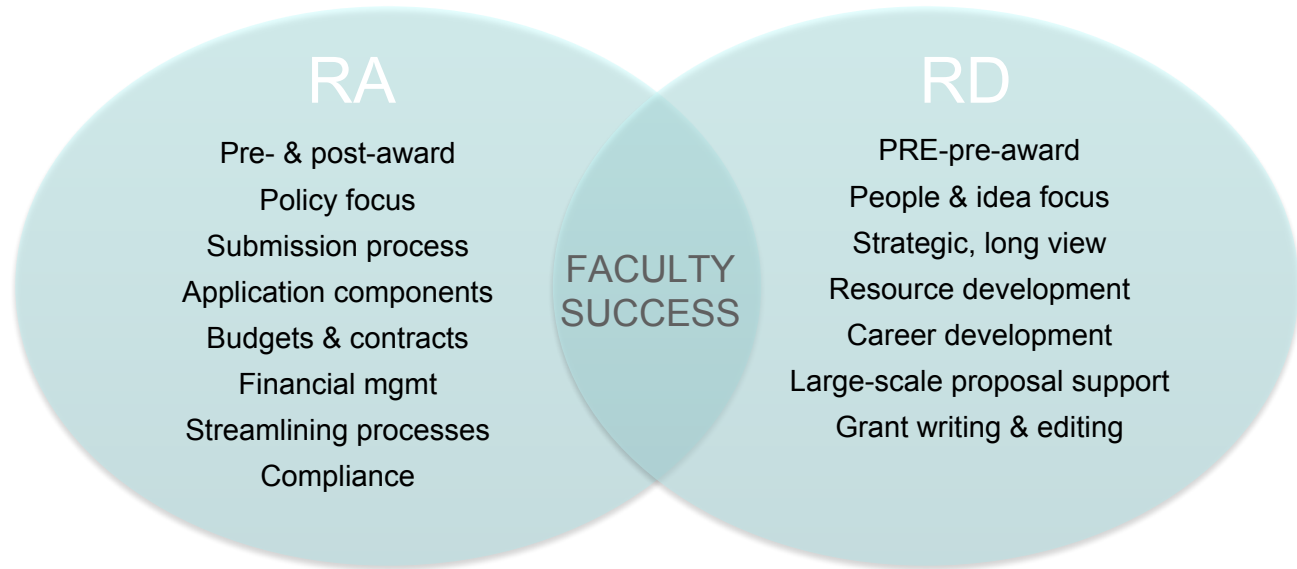 RA
Pre- & post-award
Policy focus
Submission process
Application components
Budgets & contracts
Financial mgmt
Streamlining processes
Compliance
FACULTY
SUCCESS
RD
PRE-pre-award
People & idea focus
Strategic, long view
Resource development
Career development
Large-scale proposal support
Grant writing & editing